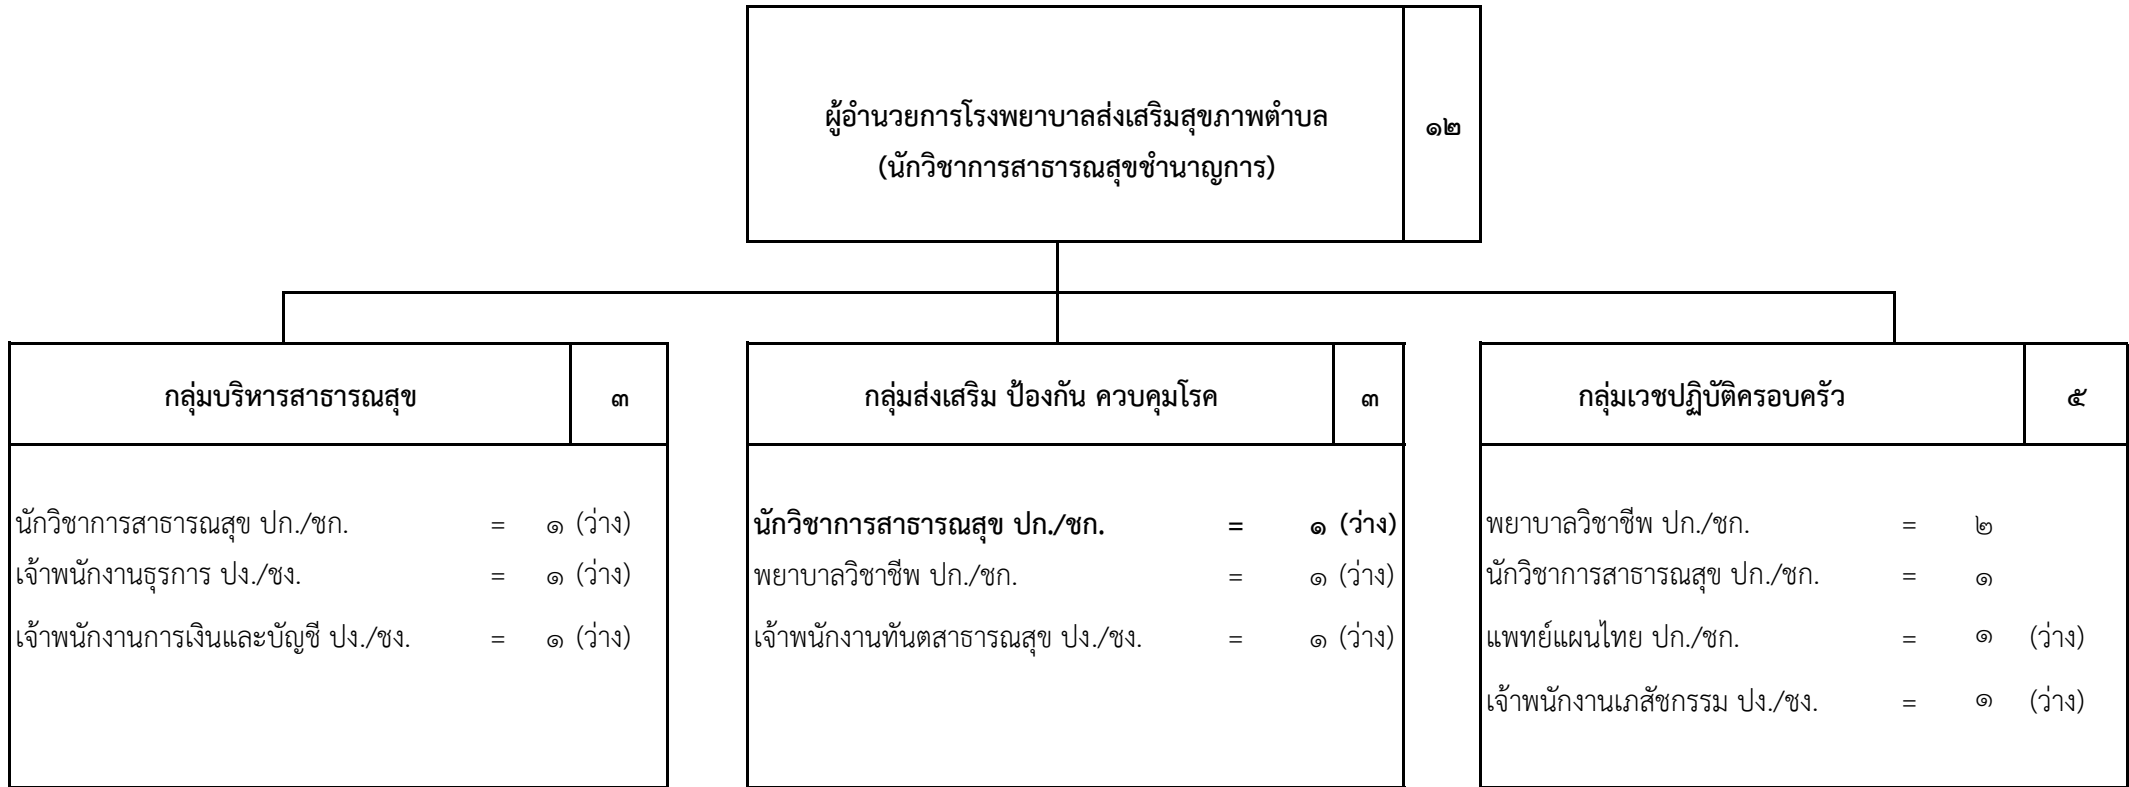 ผู้อำนวยการโรงพยาบาลส่งเสริมสุขภาพตำบล
(นักวิชาการสาธารณสุขชำนาญการ)
๑๒
กลุ่มบริหารสาธารณสุข ๓
นักวิชาการสาธารณสุข ปก./ชก. = ๑ (ว่าง)
เจ้าพนักงานธุรการ ปง./ชง. = ๑ (ว่าง)
เจ้าพนักงานการเงินและบัญชี ปง./ชง. = ๑ (ว่าง)
กลุ่มส่งเสริม ป้องกัน ควบคุมโรค ๓
นักวิชาการสาธารณสุข ปก./ชก. = ๑ (ว่าง)
พยาบาลวิชาชีพ ปก./ชก. = ๑ (ว่าง)
เจ้าพนักงานทันตสาธารณสุข ปง./ชง. = ๑ (ว่าง)
กลุ่มเวชปฏิบัติครอบครัว ๕
พยาบาลวิชาชีพ ปก./ชก. = ๒
นักวิชาการสาธารณสุข ปก./ชก. = ๑
แพทย์แผนไทย ปก./ชก. = ๑ (ว่าง)
เจ้าพนักงานเภสัชกรรม ปง./ชง. = ๑ (ว่าง)